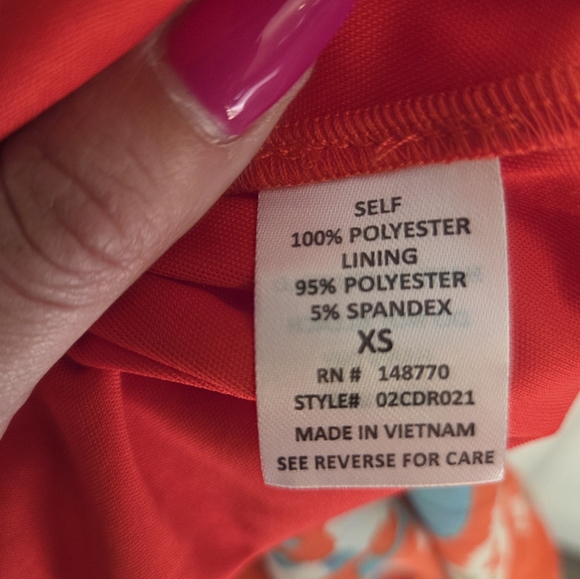 SELF
100% POLYESTER
LINING
95% POLYESTER
5% SPANDEX
XS
RN # 148770
STYLE# 02CDR021
MADE IN VIETNAM
SEE REVERSE FOR CARE